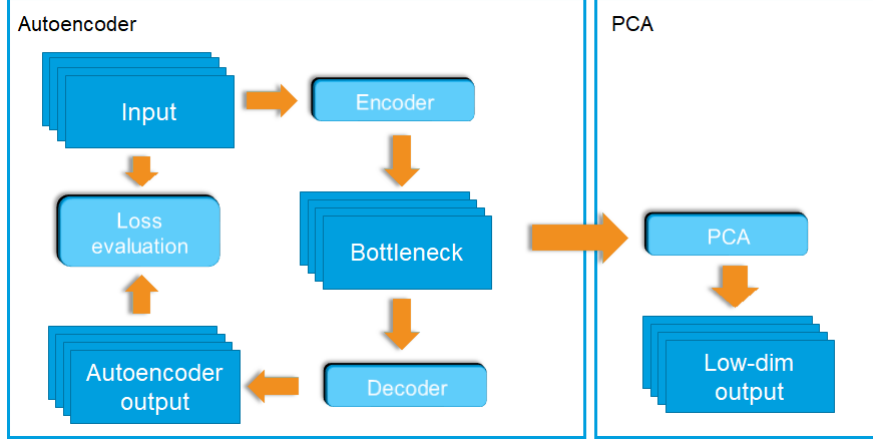 Autoencoder
PCA
Input
Encoder
Loss
evaluation
Bottleneck
PCA
Autoencoder
output
Decoder
Low-dim
output